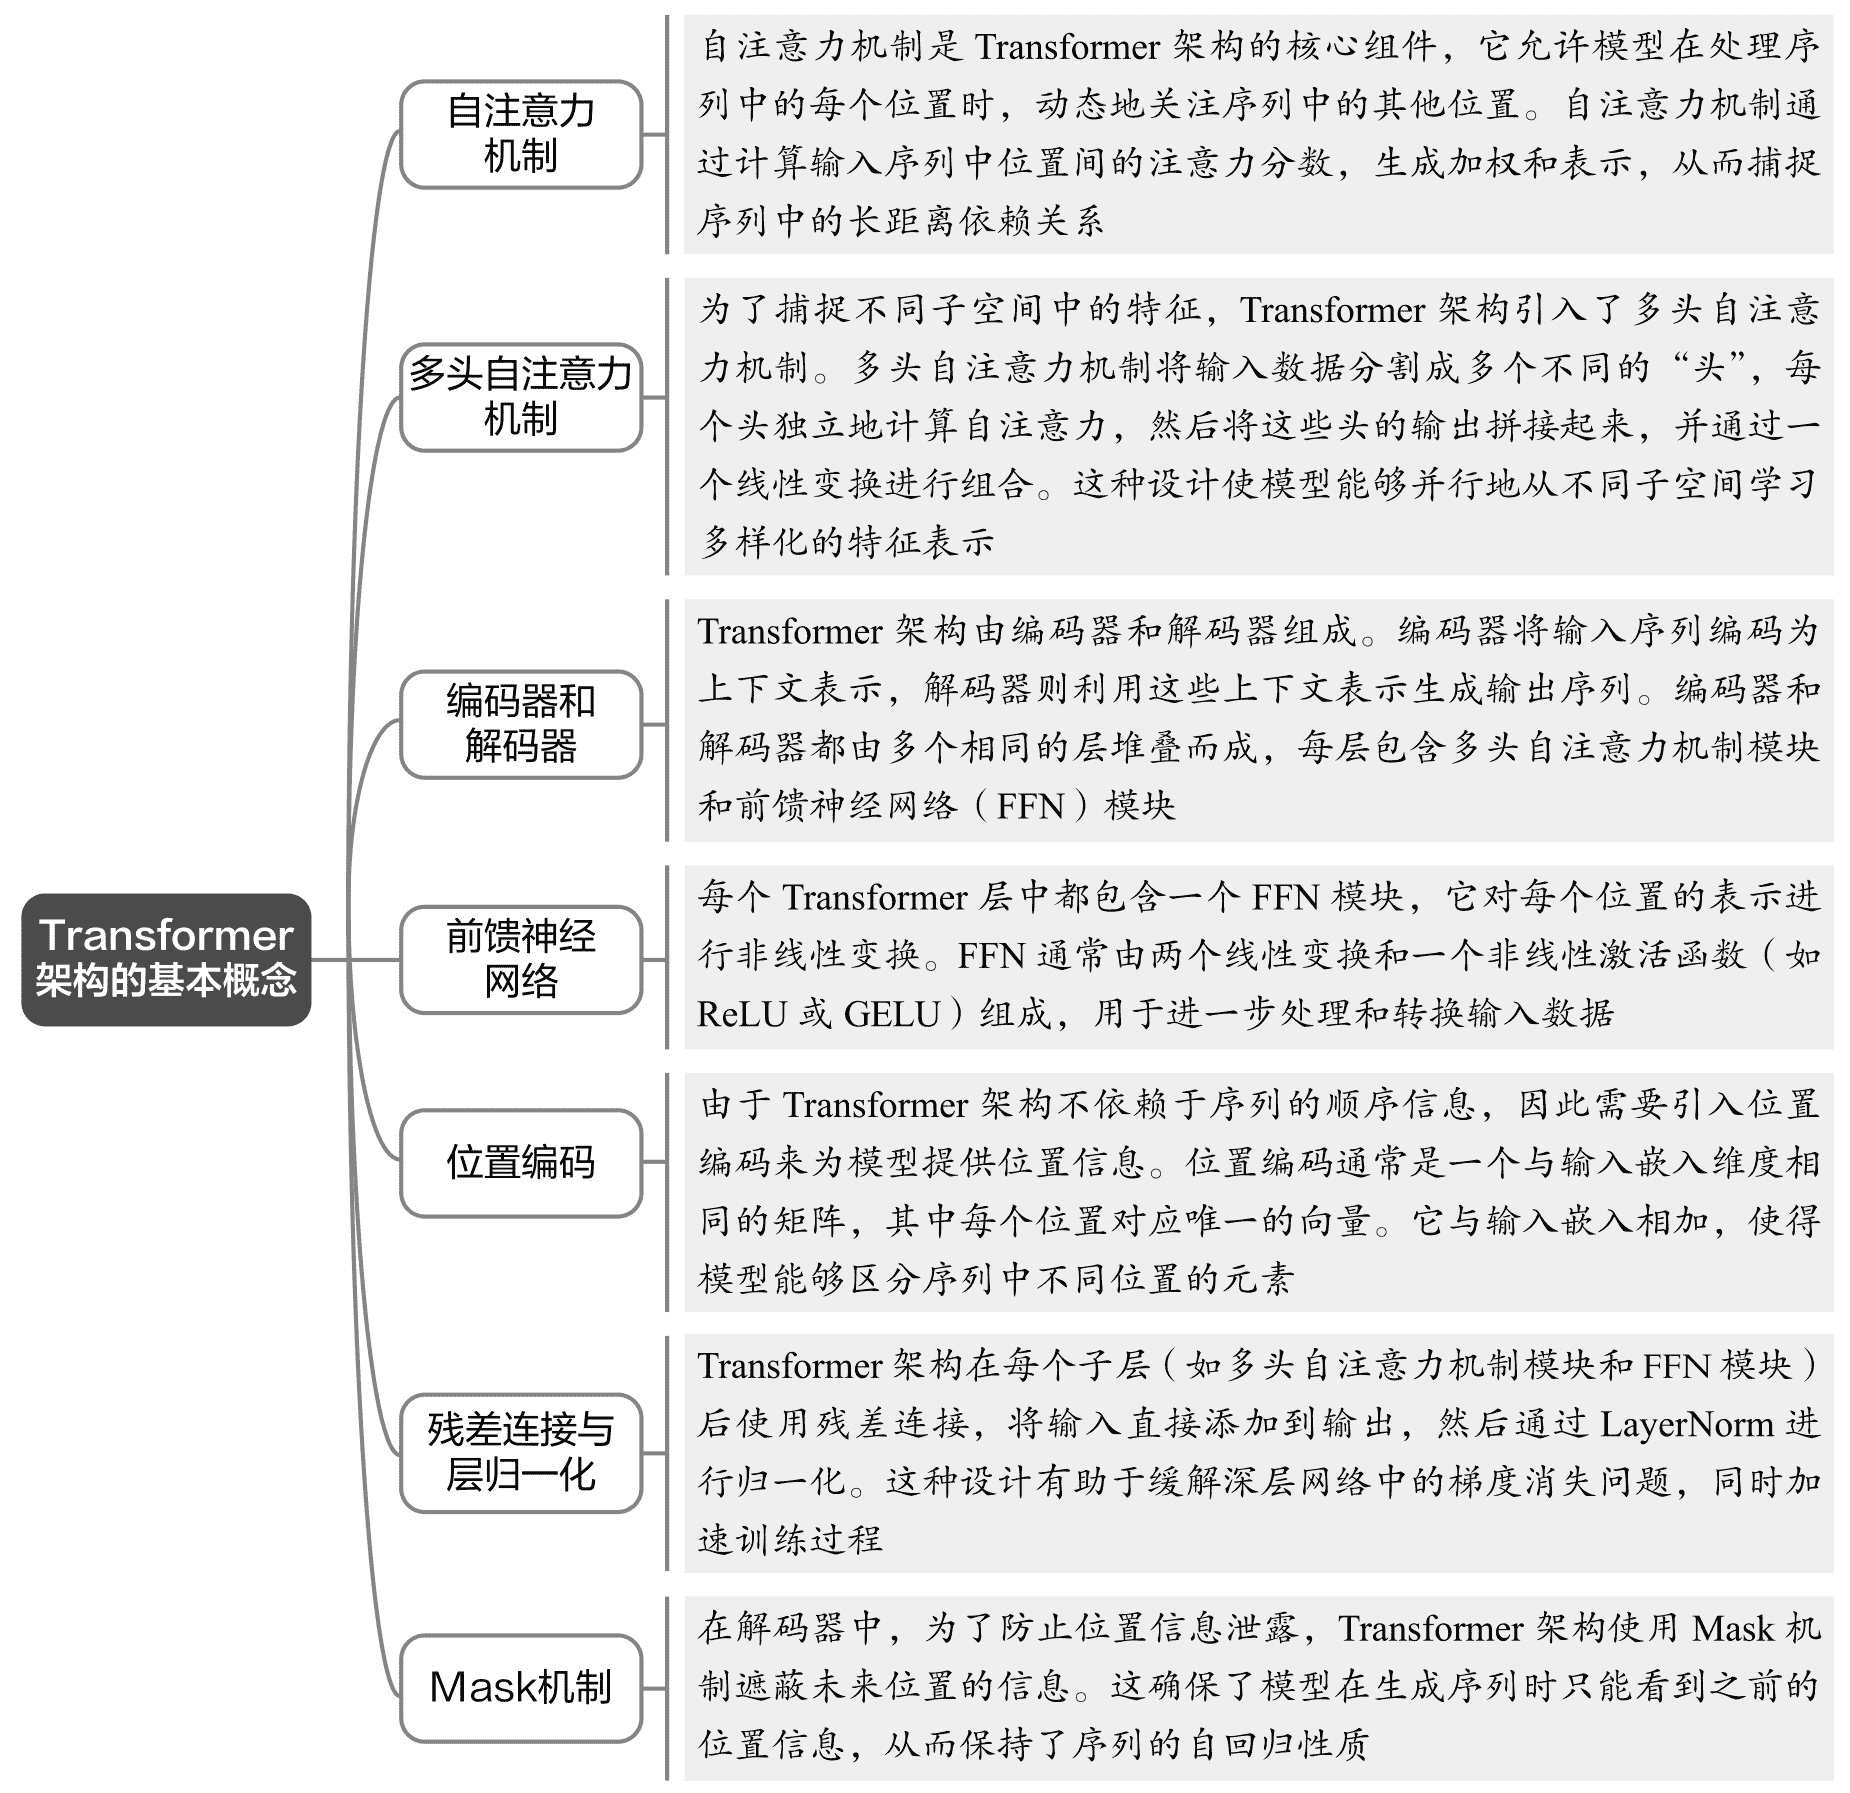 Transformer
架构的基本概念
自注意力
机制
自注意力机制是 Transformer 架构的核心组件，它允许模型在处理序
列中的每个位置时，动态地关注序列中的其他位置。自注意力机制通
过计算输入序列中位置间的注意力分数，生成加权和表示，从而捕捉
序列中的长距离依赖关系
多头自注意力
机制
为了捕捉不同子空间中的特征，Transformer 架构引入了多头自注意
力机制。多头自注意力机制将输入数据分割成多个不同的“头”，每
个头独立地计算自注意力，然后将这些头的输出拼接起来，并通过一
个线性变换进行组合。这种设计使模型能够并行地从不同子空间学习
多样化的特征表示
编码器和
解码器
Transformer 架构由编码器和解码器组成。编码器将输入序列编码为
上下文表示，解码器则利用这些上下文表示生成输出序列。编码器和
解码器都由多个相同的层堆叠而成，每层包含多头自注意力机制模块
和前馈神经网络（FFN）模块
前馈神经
网络
每个 Transformer 层中都包含一个 FFN 模块，它对每个位置的表示进
行非线性变换。FFN 通常由两个线性变换和一个非线性激活函数（如
ReLU 或 GELU）组成，用于进一步处理和转换输入数据
位置编码
由于 Transformer 架构不依赖于序列的顺序信息，因此需要引入位置
编码来为模型提供位置信息。位置编码通常是一个与输入嵌入维度相
同的矩阵，其中每个位置对应唯一的向量。它与输入嵌入相加，使得
模型能够区分序列中不同位置的元素
残差连接与
层归一化
Transformer 架构在每个子层（如多头自注意力机制模块和 FFN 模块）
后使用残差连接，将输入直接添加到输出，然后通过 LayerNorm 进
行归一化。这种设计有助于缓解深层网络中的梯度消失问题，同时加
速训练过程
Mask机制
在解码器中，为了防止位置信息泄露，Transformer 架构使用 Mask 机
制遮蔽未来位置的信息。这确保了模型在生成序列时只能看到之前的
位置信息，从而保持了序列的自回归性质